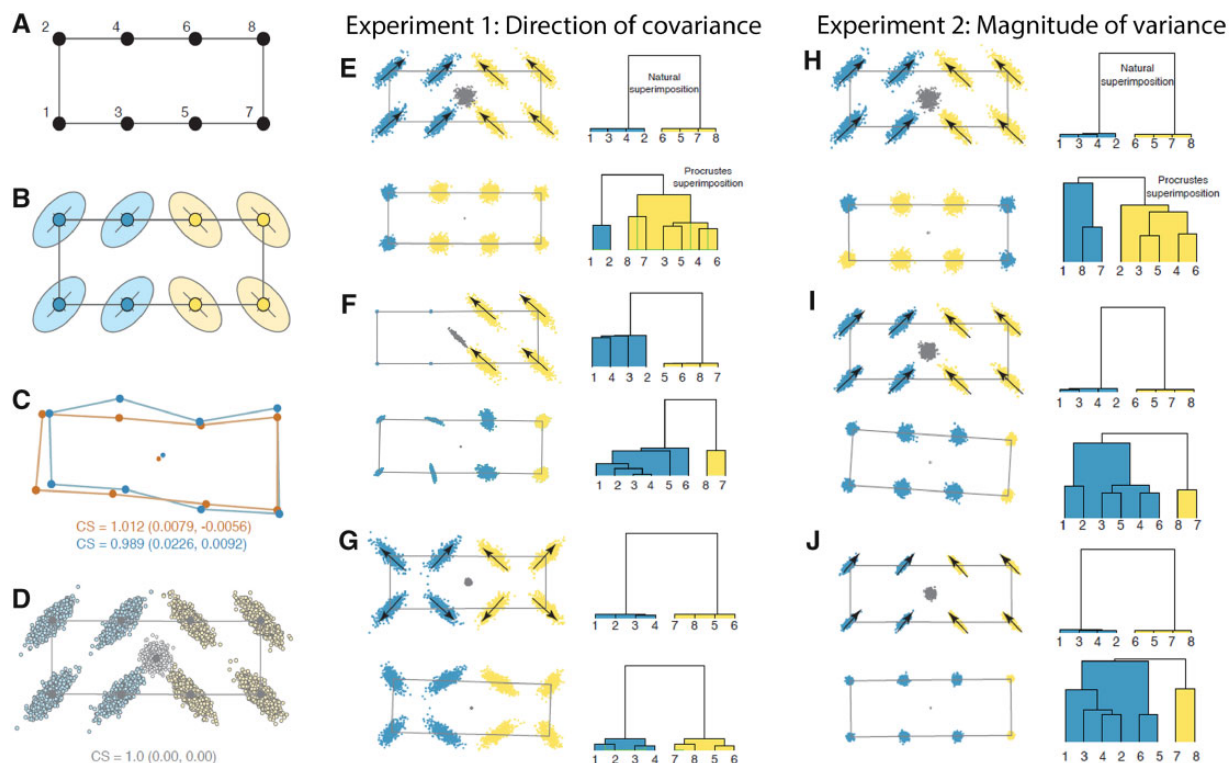 Experiment 1: Direction of covariance
Experiment 2: Magnitude of variance
A
2 4 6 8
1 3 5 7
B
C
CS = 1.012 (0.0079, -0.0056)
CS = 0.989 (0.0226, 0.0092)
D
CS = 1.0 (0.00, 0.00)
E
Natural
superimposition
1 3 4 2 6 5 7 8
Procrustes
superimposition
1 2 8 7 3 5 4 6
F
1 4 3 2 5 6 8 7
1 2 3 4 5 6 8 7
G
1 2 3 4 7 8 5 6
1 2 3 4 7 8 5 6
H
Natural
superimposition
1 3 4 2 6 5 7 8
Procrustes
superimposition
1 8 7 2 3 5 4 6
I
1 3 4 2 6 5 7 8
1 2 3 5 4 6 8 7
J
1 3 4 2 6 5 7 8
1 3 4 2 6 5 7 8